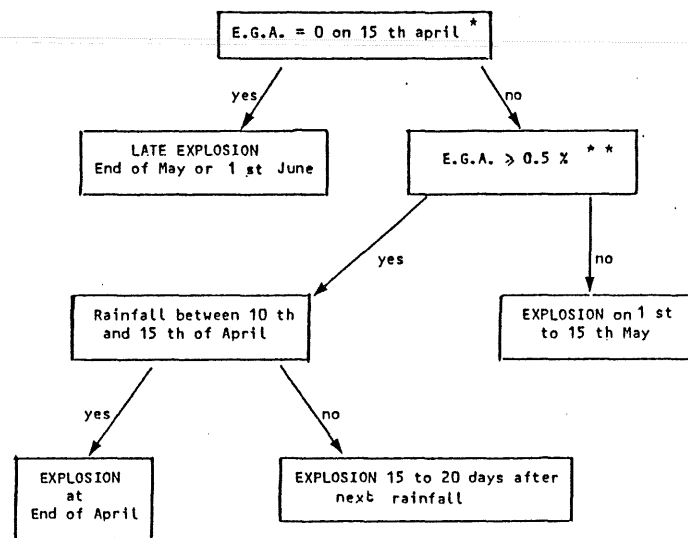 E.G.A. = 0 on 15 th april *
yes
no
LATE EXPLOSION
End of May or 1 st June
E.G.A. ⩾ 0.5 % * *
yes
no
Rainfall between 10 th
and 15 th of April
EXPLOSION on 1 st
to 15 th May
yes
no
EXPLOSION
at
End of April
EXPLOSION 15 to 20 days after
next rainfall